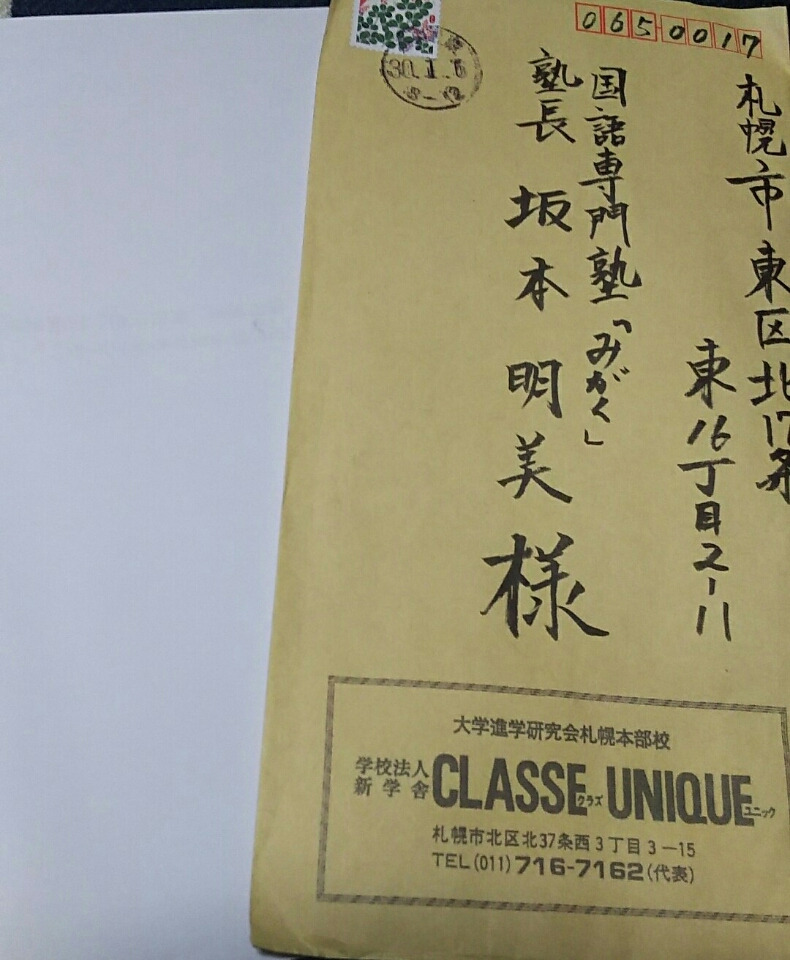 0650017
札幌市東区北17条
東16丁目2-11
国語専門塾「みがく」
塾長 坂本明美様
30.1.6
8-12
大学進学研究会札幌本部校
学校法人
新学舎
CLASSE クラズ UNIQUE ユニック
札幌市北区北37条西3丁目3-15
TEL(011)716-7162(代表)